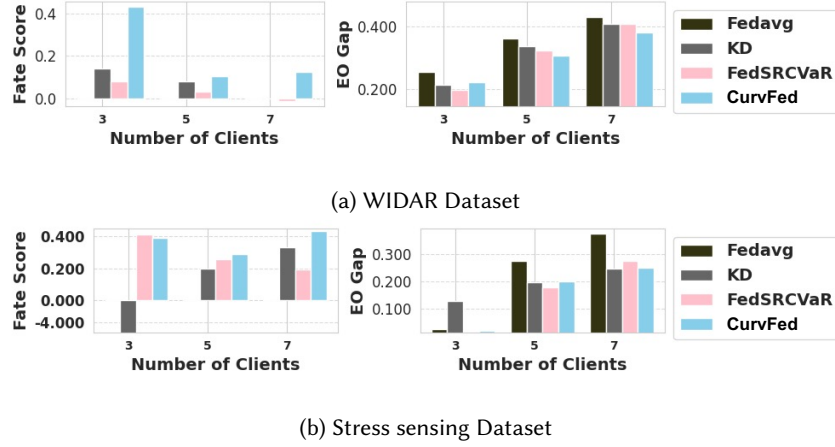 Fate Score
0.4
0.2
0.0
3
5
7
Number of Clients
EO Gap
0.400
0.200
3
5
7
Number of Clients
Fedavg
KD
FedSRCVaR
CurvFed
(a) WIDAR Dataset
Fate Score
0.400
0.200
0.000
-4.000
3
5
7
Number of Clients
EO Gap
0.300
0.200
0.100
3
5
7
Number of Clients
Fedavg
KD
FedSRCVaR
CurvFed
(b) Stress sensing Dataset